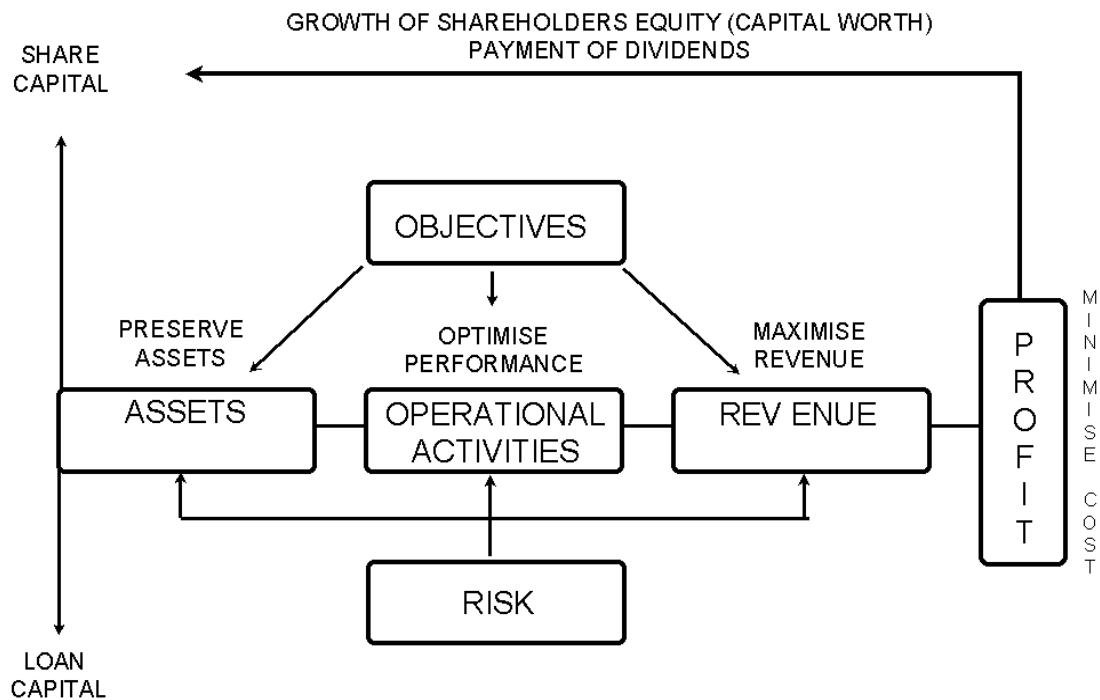 GROWTH OF SHAREHOLDERS EQUITY (CAPITAL WORTH)
PAYMENT OF DIVIDENDS
SHARE
CAPITAL
OBJECTIVES
PRESERVE
ASSETS
OPTIMISE
PERFORMANCE
MAXIMISE
REVENUE
ASSETS
OPERATIONAL
ACTIVITIES
REV ENUE
PROFIT
MINIMISE COST
RISK
LOAN
CAPITAL